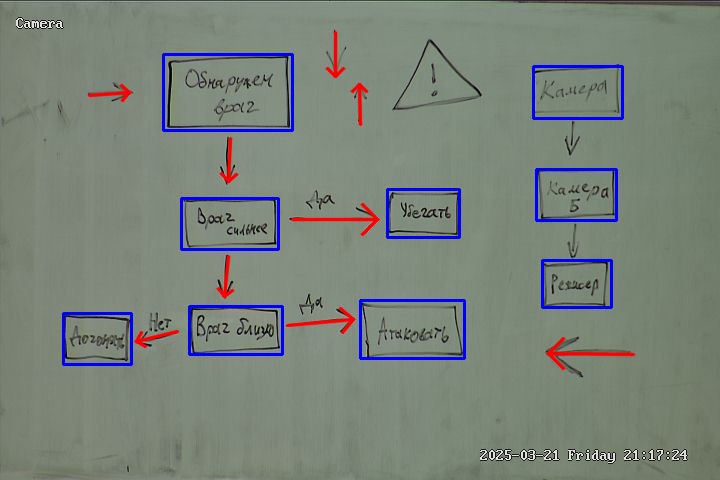 Camera
Обнаружен
враг
!
Камера
Враг
сильнее
Да
Убегать
Камера
Б
Догонять
Нет
Враг близко
Да
Атаковать
2025-03-21 Friday 21:17:24